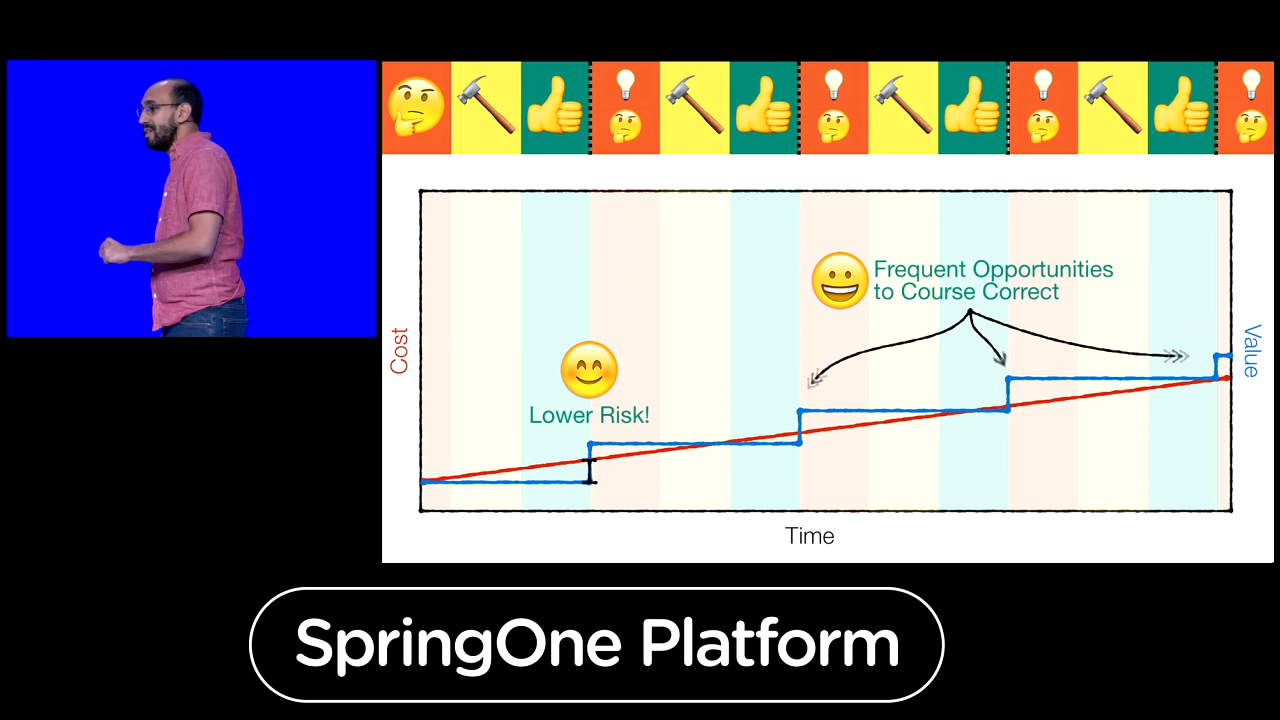 Frequent Opportunities
to Course Correct
Cost
Value
Lower Risk!
Time
SpringOne Platform